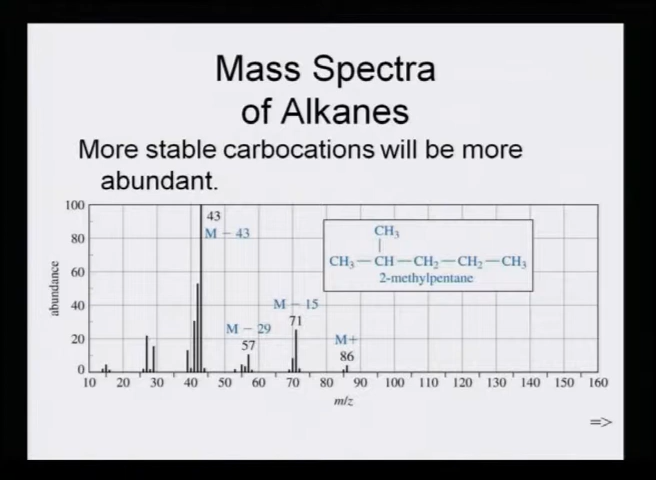 Mass Spectra
of Alkanes
More stable carbocations will be more
abundant.
100
80
60
40
20
0
abundance
43
M − 43
M − 29
57
M − 15
71
M+
86
CH₃
CH₃—CH—CH₂—CH₂—CH₃
2-methylpentane
10 20 30 40 50 60 70 80 90 100 110 120 130 140 150 160
m/z
=>